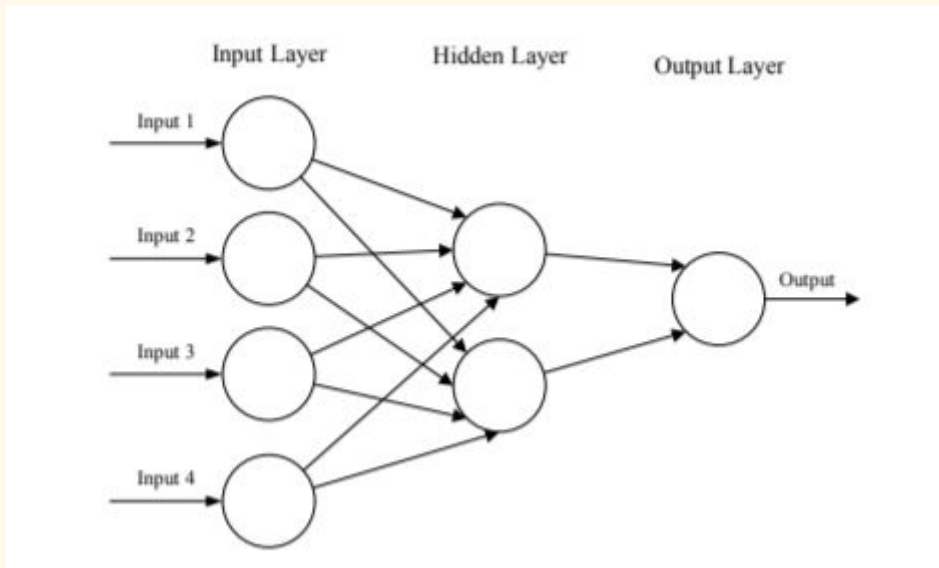 Input Layer
Hidden Layer
Output Layer
Input 1
Input 2
Input 3
Input 4
Output